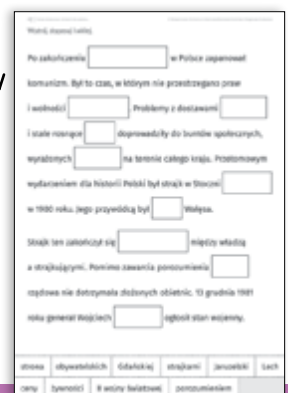 Wytnij, dopasuj i wklej.
Po zakończeniu w Polsce zapanował
komunizm. Był to czas, w którym nie przestrzegano praw
i wolności . Problemy z dostawami
i stale rosnące doprowadziły do buntów społecznych,
wyrażonych na terenie całego kraju. Przełomowym
wydarzeniem dla historii Polski był strajk w Stoczni
w 1980 roku. Jego przywódcą był Wałęsa.
Strajk ten zakończył się między władzą
a strajkującymi. Pomimo zawarcia porozumienia
rządowa nie dotrzymała złożonych obietnic. 13 grudnia 1981
roku generał Wojciech ogłosił stan wojenny.
strona obywatelskich Gdańskiej strajkami Jaruzelski Lech
ceny żywności II wojny światowej porozumieniem